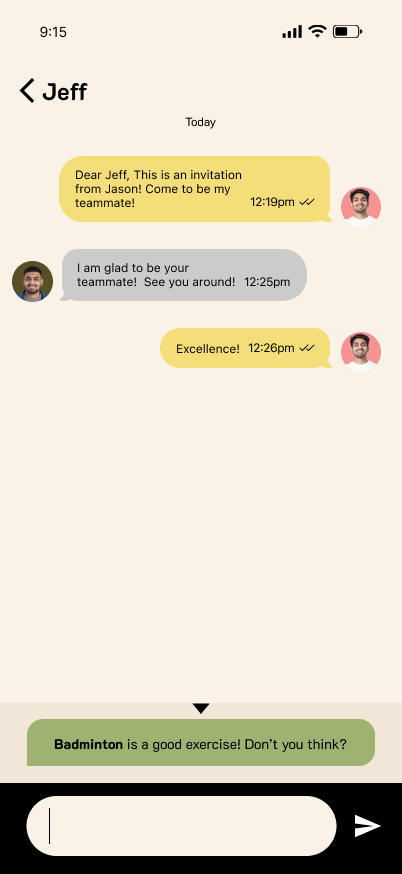 9:15
Jeff
Today
Dear Jeff, This is an invitation
from Jason! Come to be my
teammate! 12:19pm
I am glad to be your
teammate!  See you around! 12:25pm
Excellence! 12:26pm
Badminton is a good exercise! Don't you think?